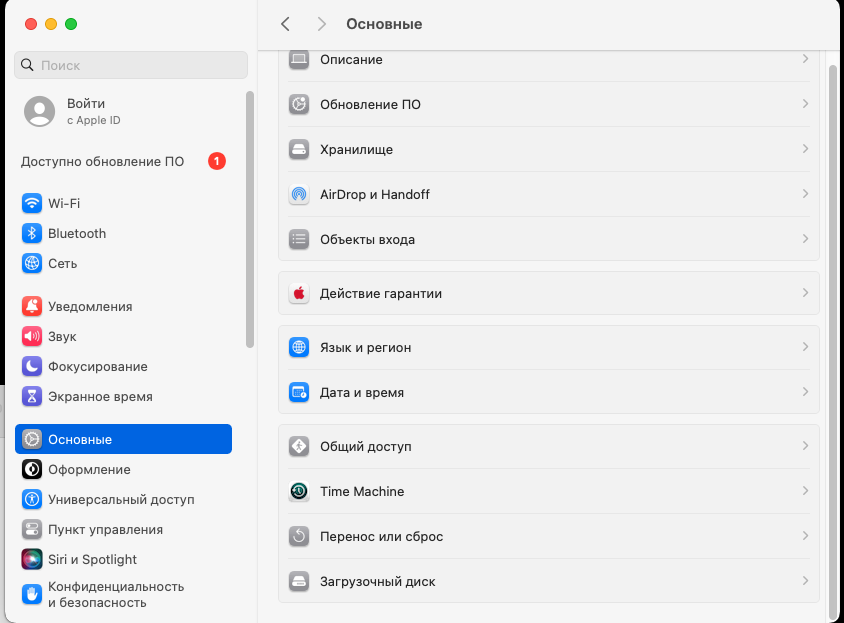 Поиск
Войти
с Apple ID
Доступно обновление ПО 1
Wi-Fi
Bluetooth
Сеть
Уведомления
Звук
Фокусирование
Экранное время
Основные
Оформление
Универсальный доступ
Пункт управления
Siri и Spotlight
Конфиденциальность
и безопасность
Основные
Описание
Обновление ПО
Хранилище
AirDrop и Handoff
Объекты входа
Действие гарантии
Язык и регион
Дата и время
Общий доступ
Time Machine
Перенос или сброс
Загрузочный диск